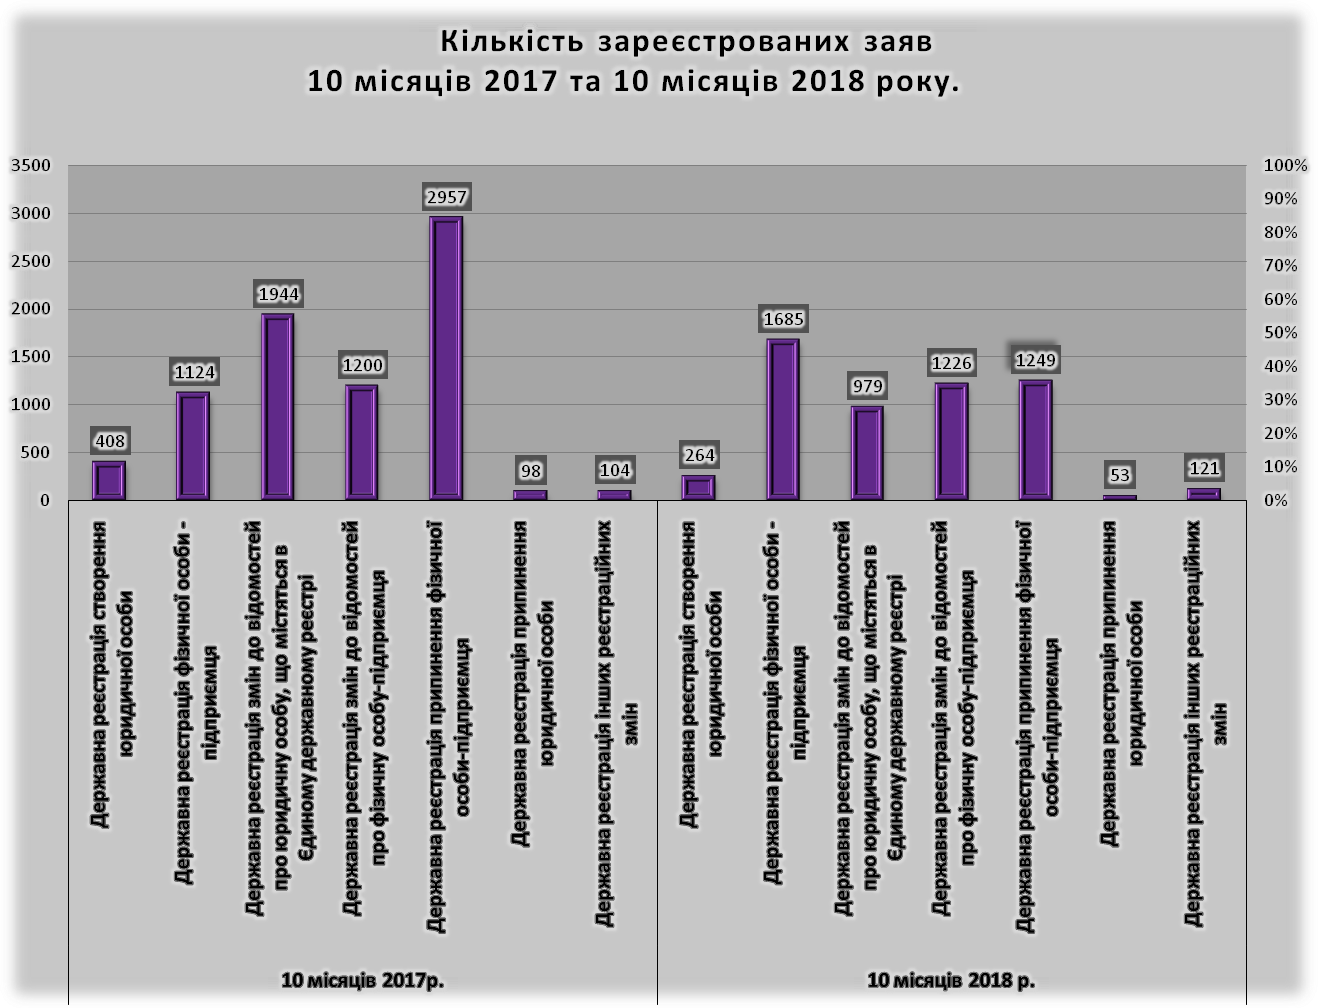 Кількість зареєстрованих заяв
10 місяців 2017 та 10 місяців 2018 року.
3500
3000
2500
2000
1500
1000
500
0
100%
90%
80%
70%
60%
50%
40%
30%
20%
10%
0%
408
1124
1944
1200
2957
98
104
264
1685
979
1226
1249
53
121
Державна реєстрація створення
юридичної особи
Державна реєстрація фізичної особи -
підприємця
Державна реєстрація змін до відомостей
про юридичну особу, що містяться в
Єдиному державному реєстрі
Державна реєстрація змін до відомостей
про фізичну особу-підприємця
Державна реєстрація припинення фізичної
особи-підприємця
Державна реєстрація припинення
юридичної особи
Державна реєстрація інших реєстраційних
змін
Державна реєстрація створення
юридичної особи
Державна реєстрація фізичної особи -
підприємця
Державна реєстрація змін до відомостей
про юридичну особу, що містяться в
Єдиному державному реєстрі
Державна реєстрація змін до відомостей
про фізичну особу-підприємця
Державна реєстрація припинення фізичної
особи-підприємця
Державна реєстрація припинення
юридичної особи
Державна реєстрація інших реєстраційних
змін
10 місяців 2017р.
10 місяців 2018 р.